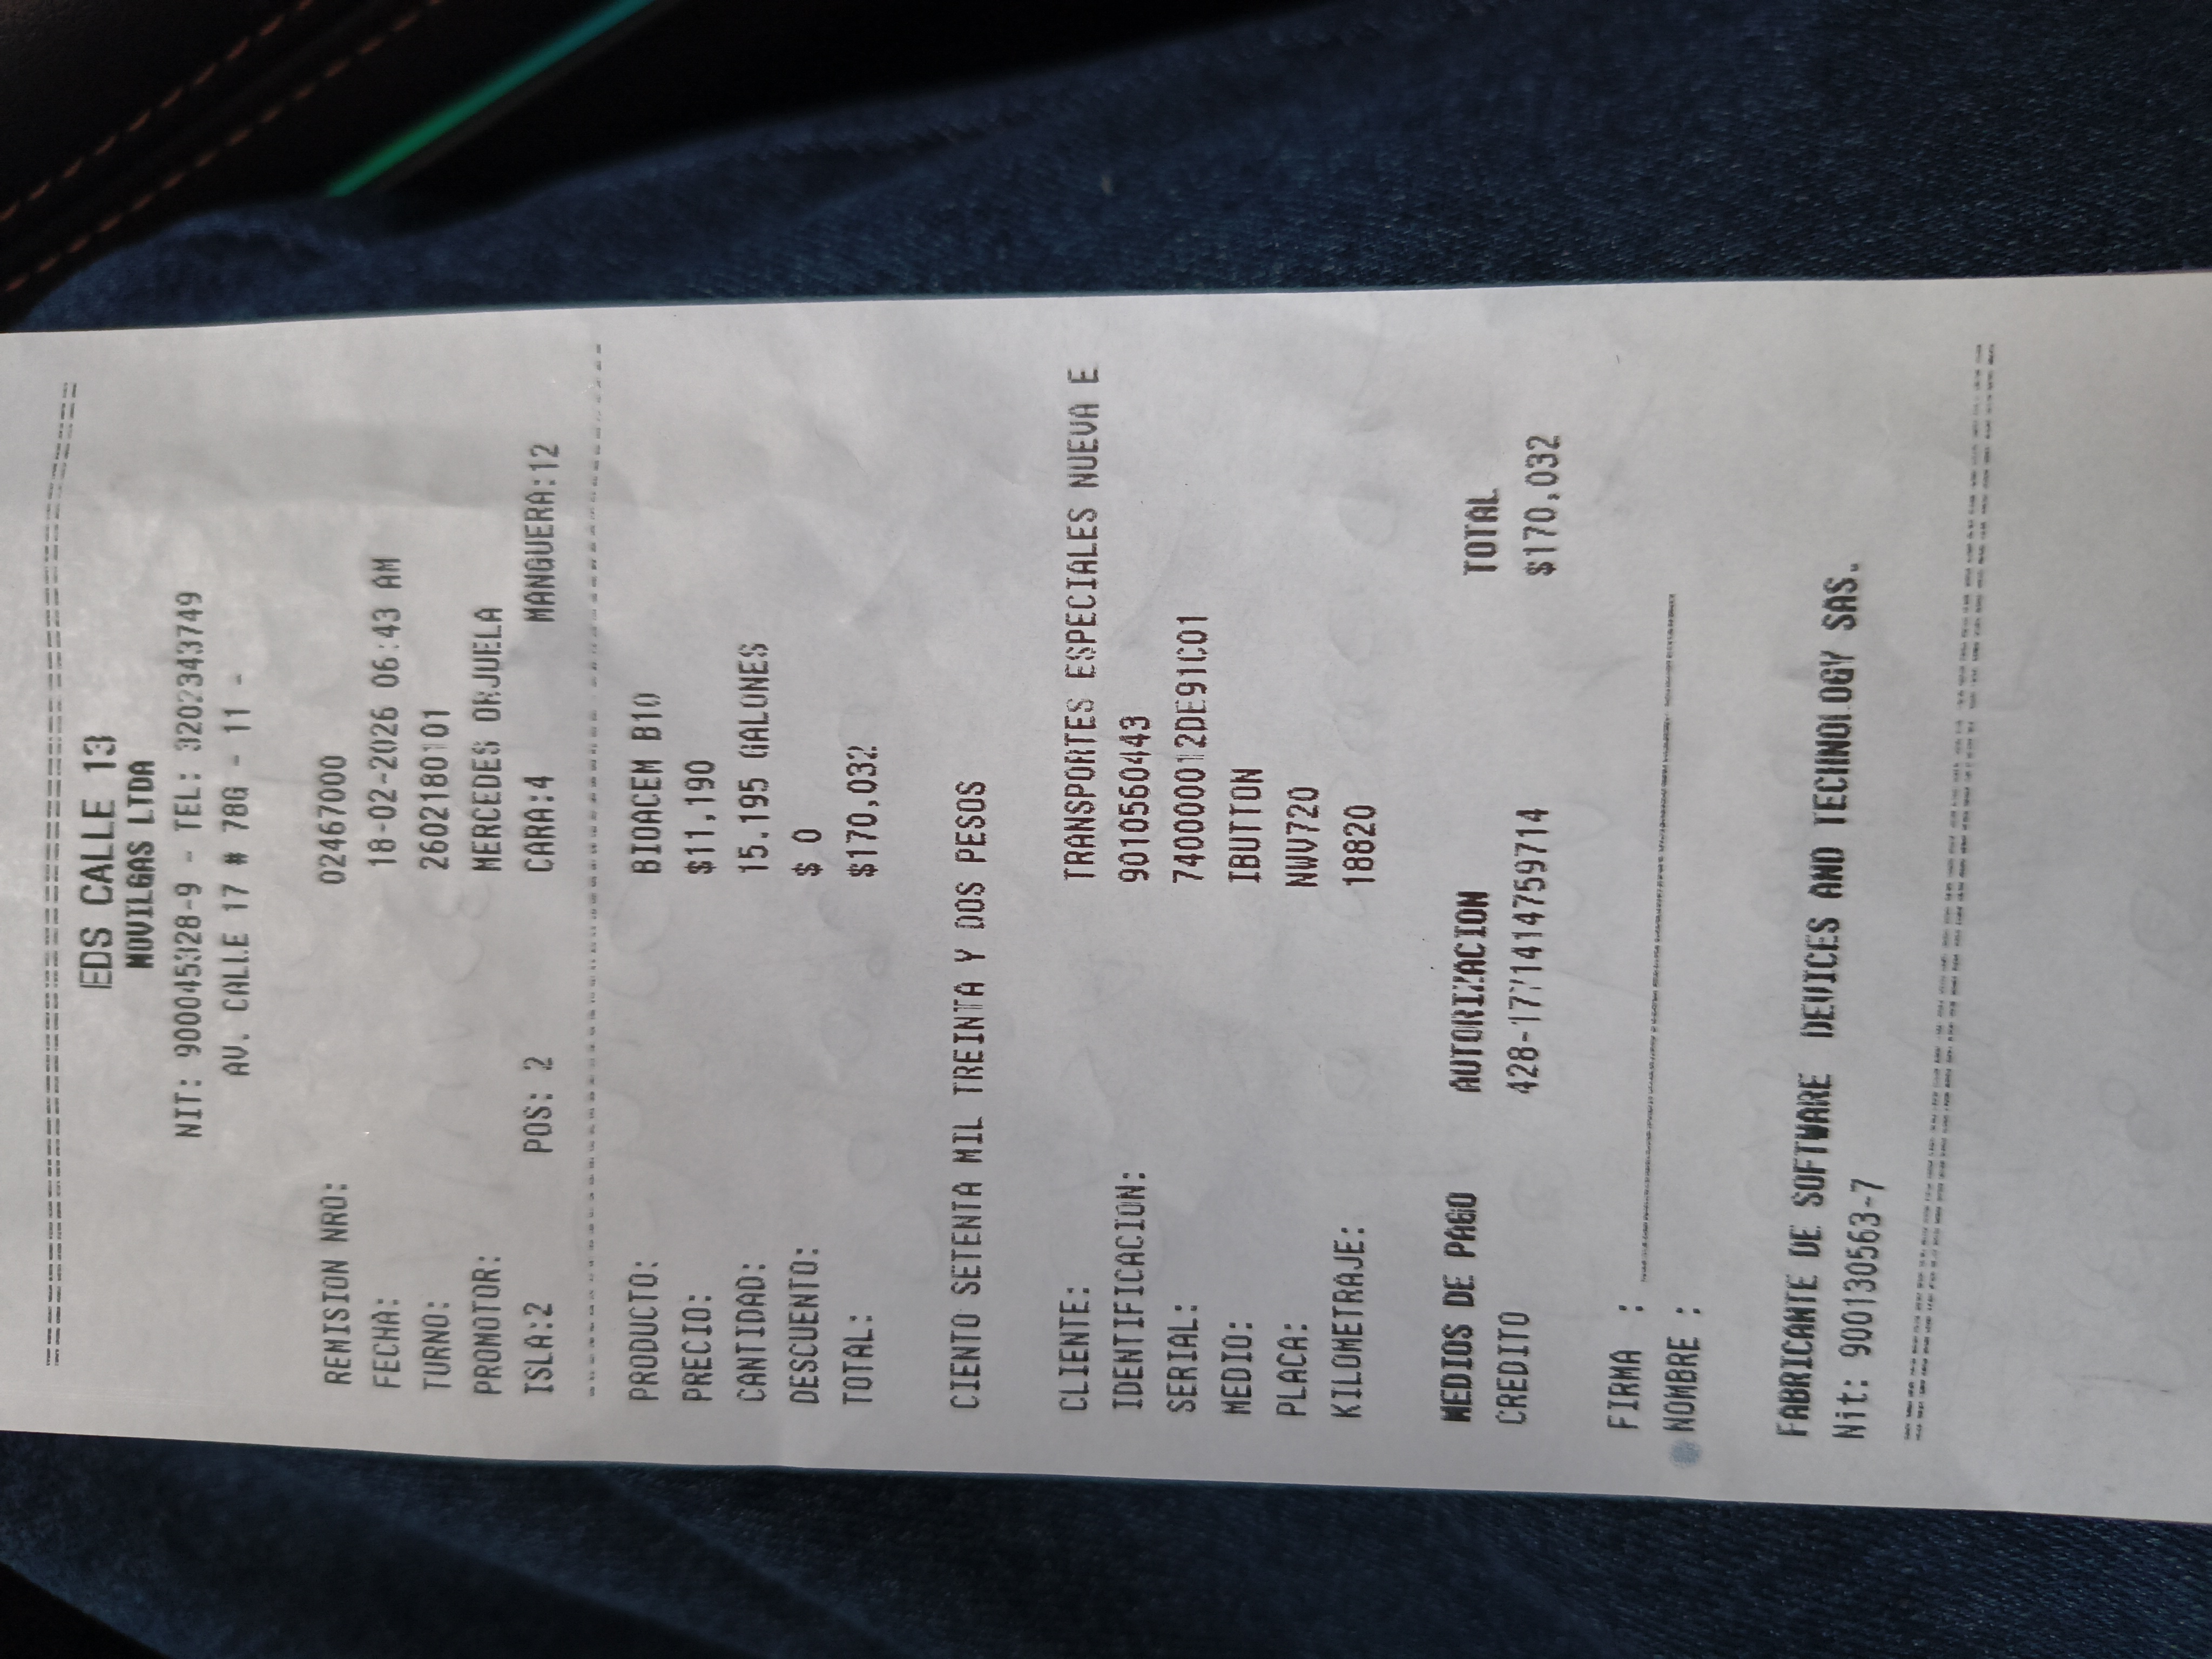 EDS CALLE 13
MOVILGAS LTDA
NIT: 900045328-9 - TEL: 3202343749
AV. CALLE 17 # 78G - 11 -
REMISION NRO: 02467000
FECHA: 18-02-2026 06:43 AM
TURNO: 2602180101
PROMOTOR: MERCEDES ORJUELA
ISLA:2 POS: 2 CARA:4 MANGUERA:12
PRODUCTO: BIOACEM B10
PRECIO: $11,190
CANTIDAD: 15.195 GALONES
DESCUENTO: $ 0
TOTAL: $170,032
CIENTO SETENTA MIL TREINTA Y DOS PESOS
CLIENTE: TRANSPORTES ESPECIALES NUEVA E
IDENTIFICACION: 9010560443
SERIAL: 740000012DE91C01
MEDIO: IBUTTON
PLACA: NWV720
KILOMETRAJE: 18820
MEDIOS DE PAGO AUTORIZACION TOTAL
CREDITO $170,032
FIRMA :
NOMBRE :
FABRICANTE DE SOFTWARE DEVICES AND TECHNOLOGY SAS.
Nit: 900130563-7